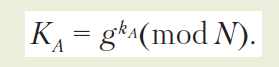 K_A = g^{k_A}(mod N).